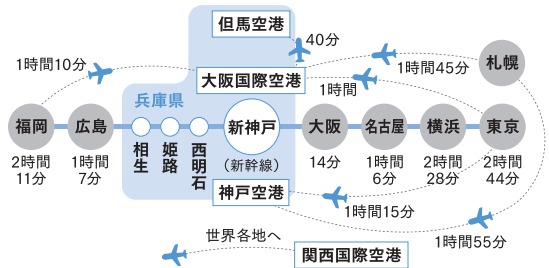 但馬空港
40分
札幌
1時間10分
大阪国際空港
1時間45分
1時間
兵庫県
福岡
広島
新神戸
大阪
名古屋
横浜
東京
2時間
11分
1時間
7分
相生
姫路
西明石
(新幹線)
14分
1時間
6分
2時間
28分
2時間
44分
神戸空港
1時間15分
1時間55分
世界各地へ
関西国際空港